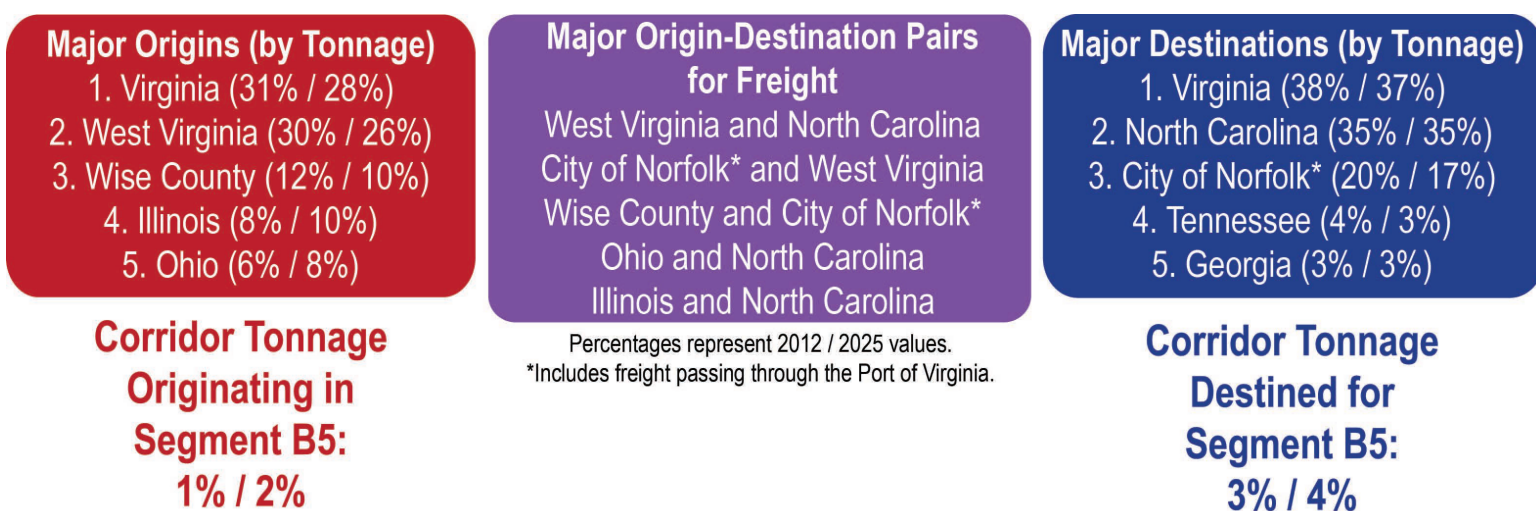 Major Origins (by Tonnage)
1. Virginia (31% / 28%)
2. West Virginia (30% / 26%)
3. Wise County (12% / 10%)
4. Illinois (8% / 10%)
5. Ohio (6% / 8%)
Corridor Tonnage
Originating in
Segment B5:
1% / 2%
Major Origin-Destination Pairs
for Freight
West Virginia and North Carolina
City of Norfolk* and West Virginia
Wise County and City of Norfolk*
Ohio and North Carolina
Illinois and North Carolina
Percentages represent 2012 / 2025 values.
*Includes freight passing through the Port of Virginia.
Major Destinations (by Tonnage)
1. Virginia (38% / 37%)
2. North Carolina (35% / 35%)
3. City of Norfolk* (20% / 17%)
4. Tennessee (4% / 3%)
5. Georgia (3% / 3%)
Corridor Tonnage
Destined for
Segment B5:
3% / 4%